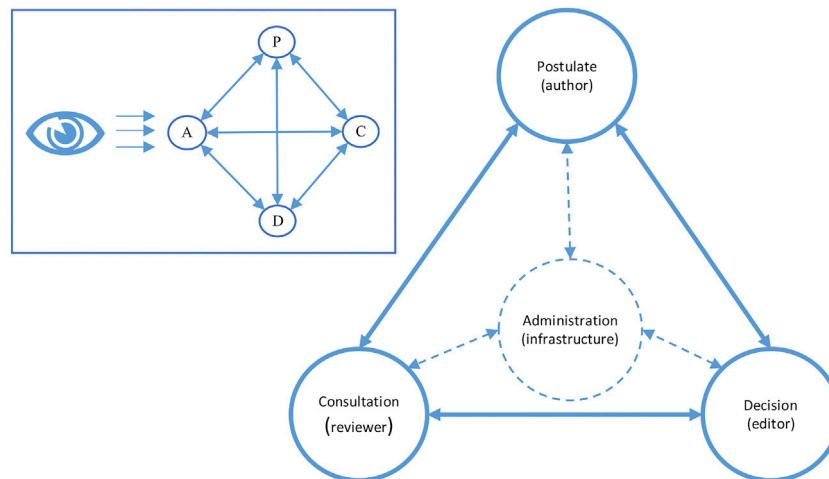 P
A
C
D
Postulate
(author)
Administration
(infrastructure)
Consultation
(reviewer)
Decision
(editor)